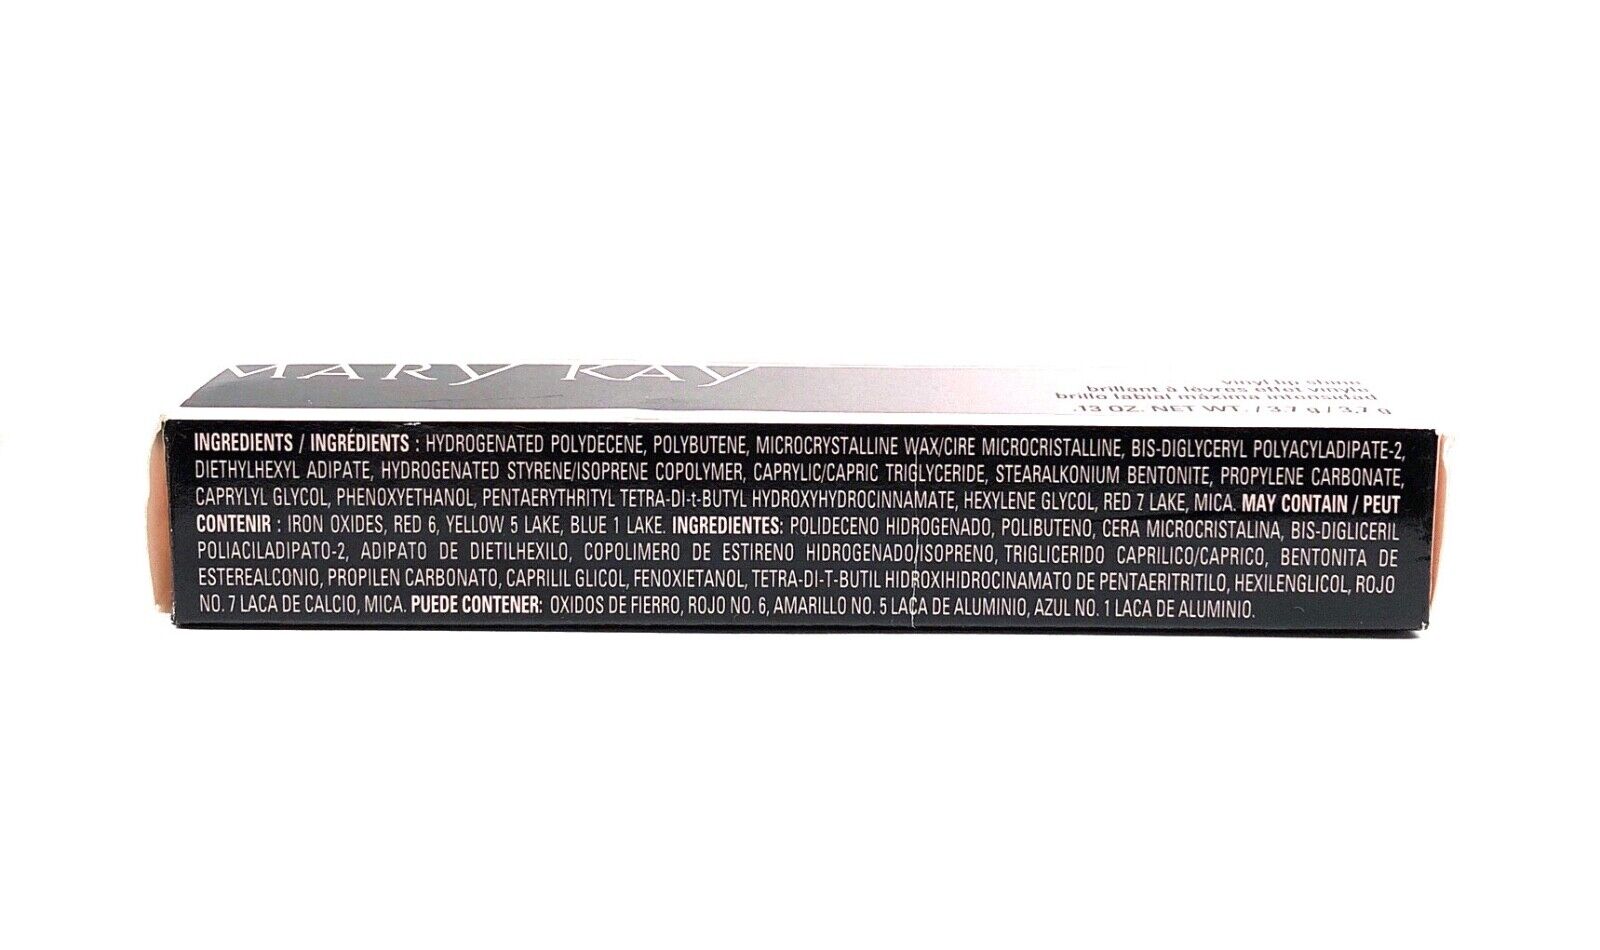 MARY KAY
vinyl lip shine
brillant à lèvres effet vinyle
brillo labial máxima intensidad
.13 OZ. NET WT. / 3,7 g / 3.7 g
INGREDIENTS / INGRÉDIENTS : HYDROGENATED POLYDECENE, POLYBUTENE, MICROCRYSTALLINE WAX/CIRE MICROCRISTALLINE, BIS-DIGLYCERYL POLYACYLADIPATE-2,
DIETHYLHEXYL ADIPATE, HYDROGENATED STYRENE/ISOPRENE COPOLYMER, CAPRYLIC/CAPRIC TRIGLYCERIDE, STEARALKONIUM BENTONITE, PROPYLENE CARBONATE,
CAPRYLYL GLYCOL, PHENOXYETHANOL, PENTAERYTHRITYL TETRA-DI-t-BUTYL HYDROXYHYDROCINNAMATE, HEXYLENE GLYCOL, RED 7 LAKE, MICA. MAY CONTAIN / PEUT
CONTENIR : IRON OXIDES, RED 6, YELLOW 5 LAKE, BLUE 1 LAKE. INGREDIENTES: POLIDECENO HIDROGENADO, POLIBUTENO, CERA MICROCRISTALINA, BIS-DIGLICERIL
POLIACILADIPATO-2, ADIPATO DE DIETILHEXILO, COPOLIMERO DE ESTIRENO HIDROGENADO/ISOPRENO, TRIGLICERIDO CAPRILICO/CAPRICO, BENTONITA DE
ESTEREALCONIO, PROPILEN CARBONATO, CAPRILIL GLICOL, FENOXIETANOL, TETRA-DI-T-BUTIL HIDROXIHIDROCINAMATO DE PENTAERITRITILO, HEXILENGLICOL, ROJO
NO. 7 LACA DE CALCIO, MICA. PUEDE CONTENER: OXIDOS DE FIERRO, ROJO NO. 6, AMARILLO NO. 5 LACA DE ALUMINIO, AZUL NO. 1 LACA DE ALUMINIO.